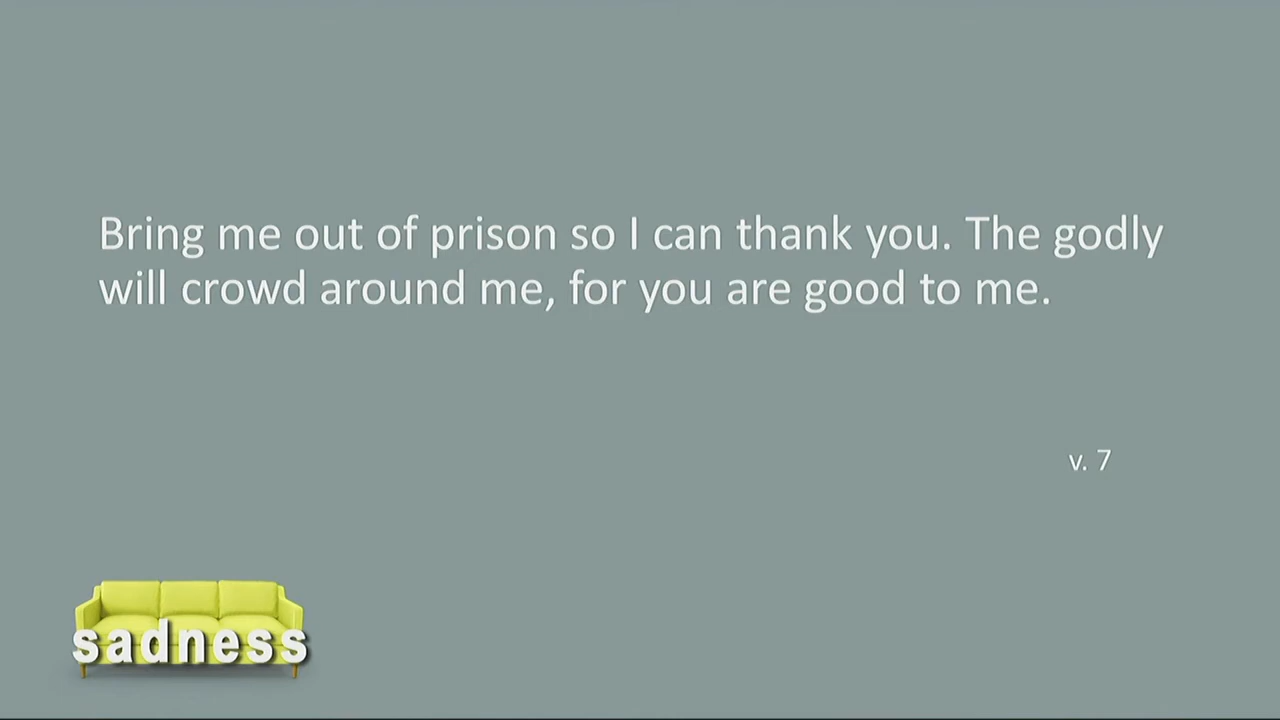 Bring me out of prison so I can thank you. The godly
will crowd around me, for you are good to me.
v. 7
sadness